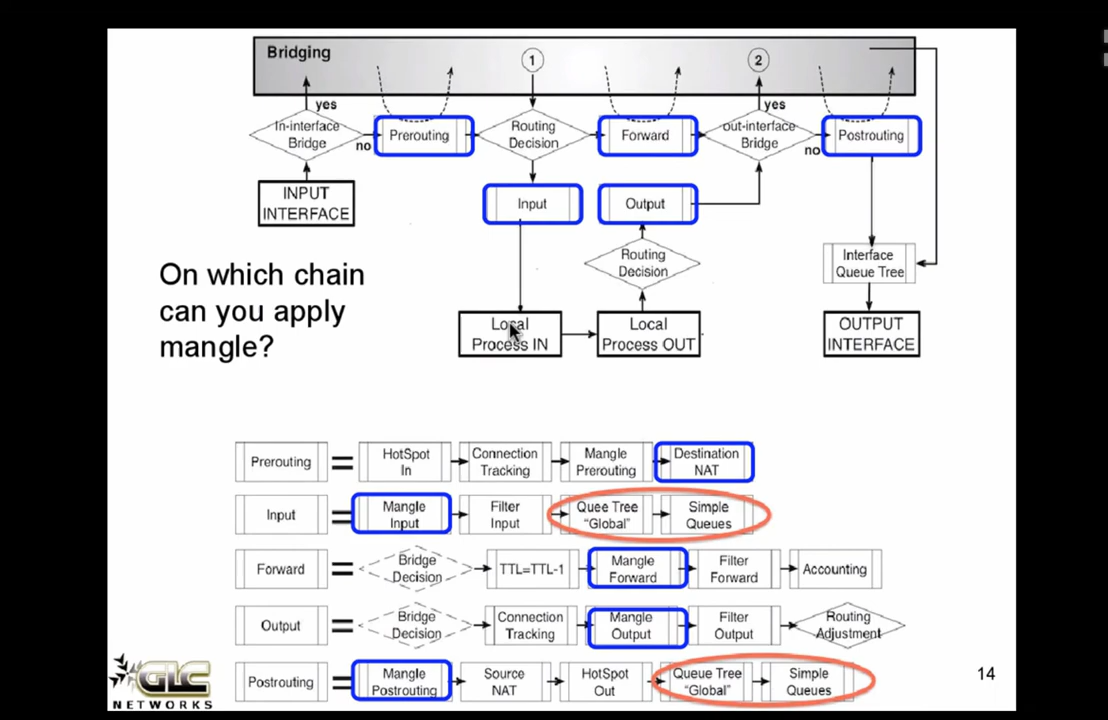 Bridging
1
2
yes
yes
In-interface
Bridge
no
Prerouting
Routing
Decision
Forward
out-interface
Bridge
no
Postrouting
INPUT
INTERFACE
Input
Output
Routing
Decision
Interface
Queue Tree
On which chain
can you apply
mangle?
Local
Process IN
Local
Process OUT
OUTPUT
INTERFACE
Prerouting
=
HotSpot
In
Connection
Tracking
Mangle
Prerouting
Destination
NAT
Input
=
Mangle
Input
Filter
Input
Quee Tree
“Global”
Simple
Queues
Forward
=
Bridge
Decision
TTL=TTL-1
Mangle
Forward
Filter
Forward
Accounting
Output
=
Bridge
Decision
Connection
Tracking
Mangle
Output
Filter
Output
Routing
Adjustment
Postrouting
=
Mangle
Postrouting
Source
NAT
HotSpot
Out
Queue Tree
“Global”
Simple
Queues
GLC
NETWORKS
14